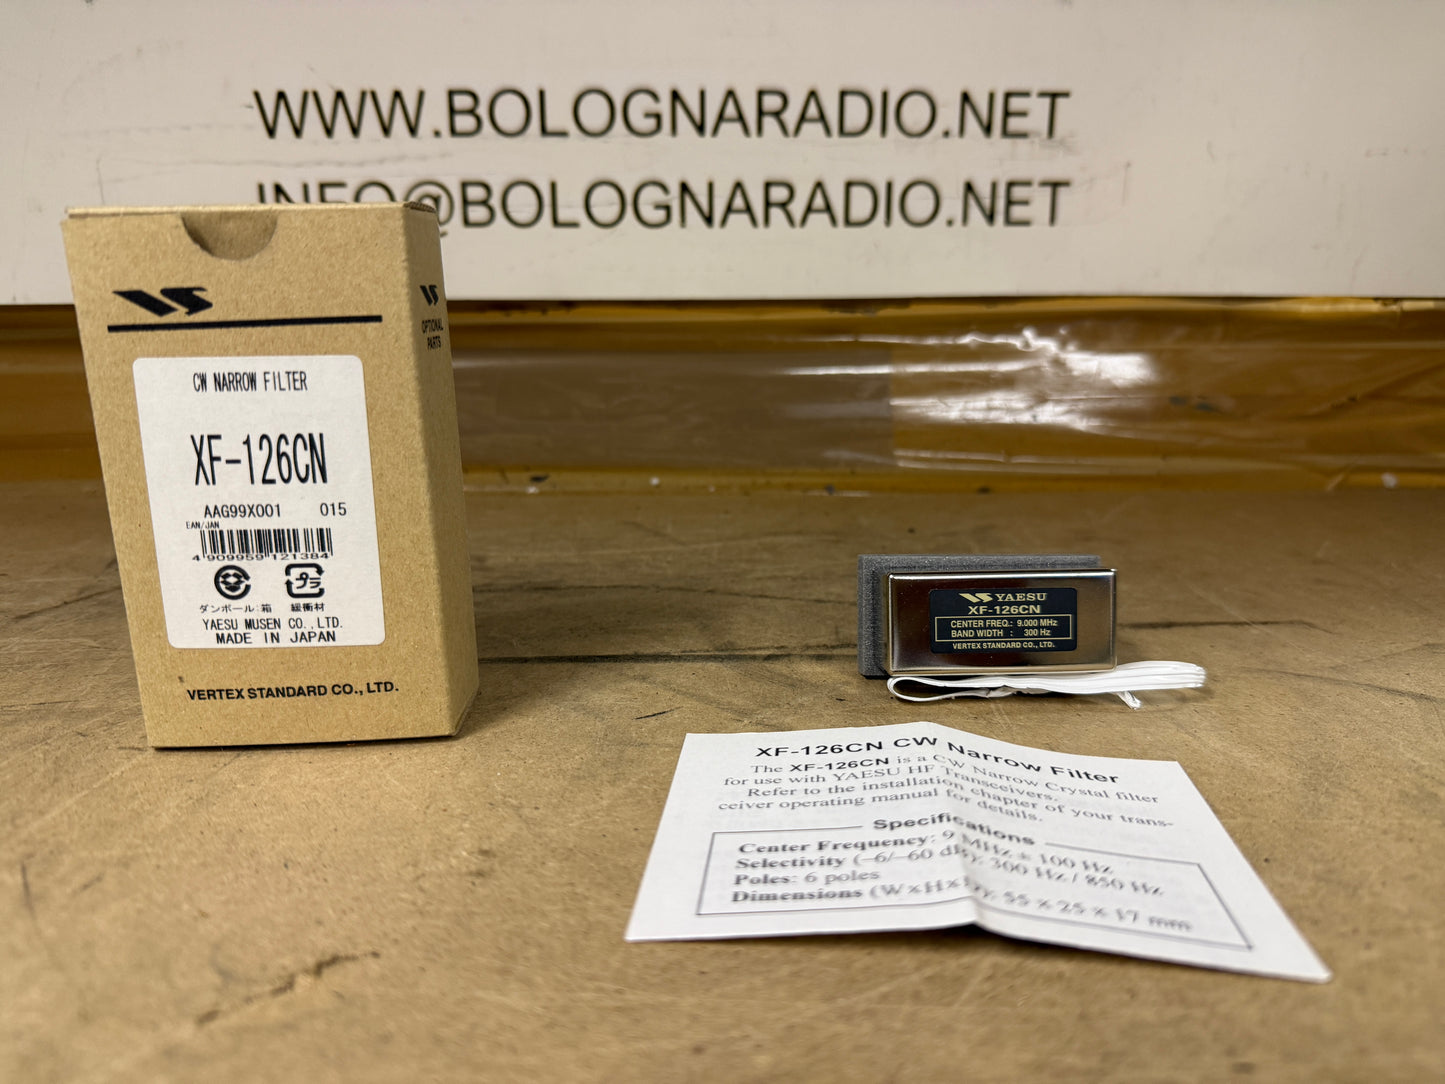 WWW.BOLOGNARADIO.NET
INFO@BOLOGNARADIO.NET
VS
CW NARROW FILTER
XF-126CN
AAG99X001 015
EAN/JAN
4 909959 121384
プラ
ダンボール:箱 緩衝材
YAESU MUSEN CO.,LTD.
MADE IN JAPAN
VERTEX STANDARD CO., LTD.
VS
OPTIONAL
PARTS
YAESU
XF-126CN
CENTER FREQ.: 9.000 MHz
BAND WIDTH : 300 Hz
VERTEX STANDARD CO., LTD.
XF-126CN CW Narrow Filter
The XF-126CN is a CW Narrow Crystal filter
for use with YAESU HF Transceivers.
Refer to the installation chapter of your trans-
ceiver operating manual for details.
Specifications
Center Frequency: 9 MHz ± 100 Hz
Selectivity (–6/–60 dB): 300 Hz / 850 Hz
Poles: 6 poles
Dimensions (W×H×D): 55 × 25 × 17 mm